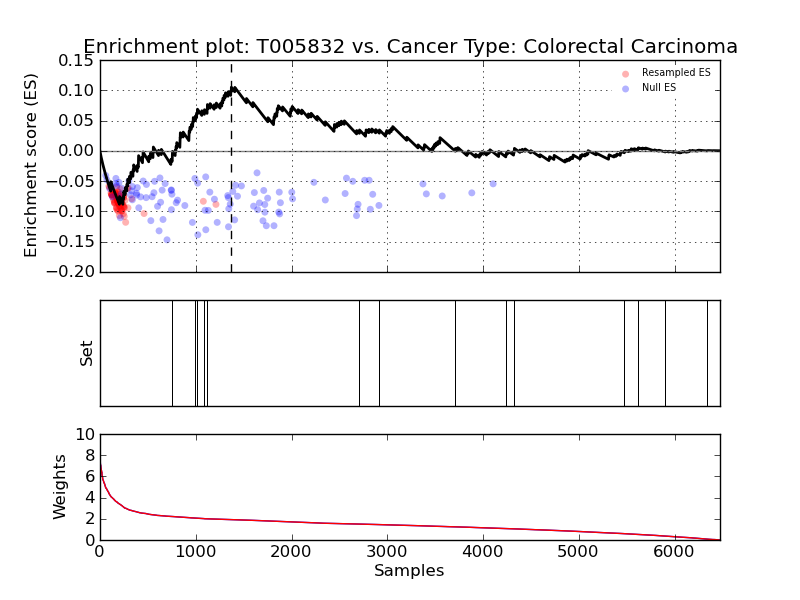 Enrichment plot: T005832 vs. Cancer Type: Colorectal Carcinoma
Enrichment score (ES)
0.15
0.10
0.05
0.00
−0.05
−0.10
−0.15
−0.20
Resampled ES
Null ES
Set
Weights
10
8
6
4
2
0
0 1000 2000 3000 4000 5000 6000
Samples